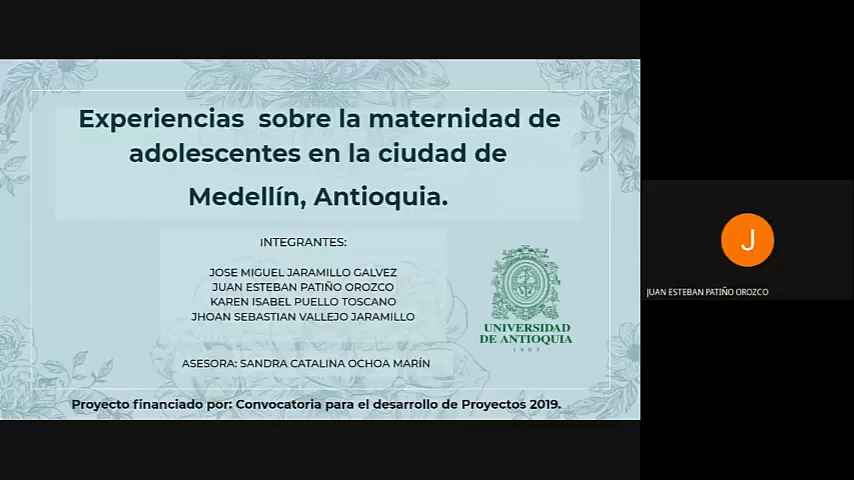 Experiencias sobre la maternidad de
adolescentes en la ciudad de
Medellín, Antioquia.
INTEGRANTES:
JOSE MIGUEL JARAMILLO GALVEZ
JUAN ESTEBAN PATIÑO OROZCO
KAREN ISABEL PUELLO TOSCANO
JHOAN SEBASTIAN VALLEJO JARAMILLO
UNIVERSIDAD
DE ANTIOQUIA
1803
ASESORA: SANDRA CATALINA OCHOA MARÍN
Proyecto financiado por: Convocatoria para el desarrollo de Proyectos 2019.
J
JUAN ESTEBAN PATIÑO OROZCO